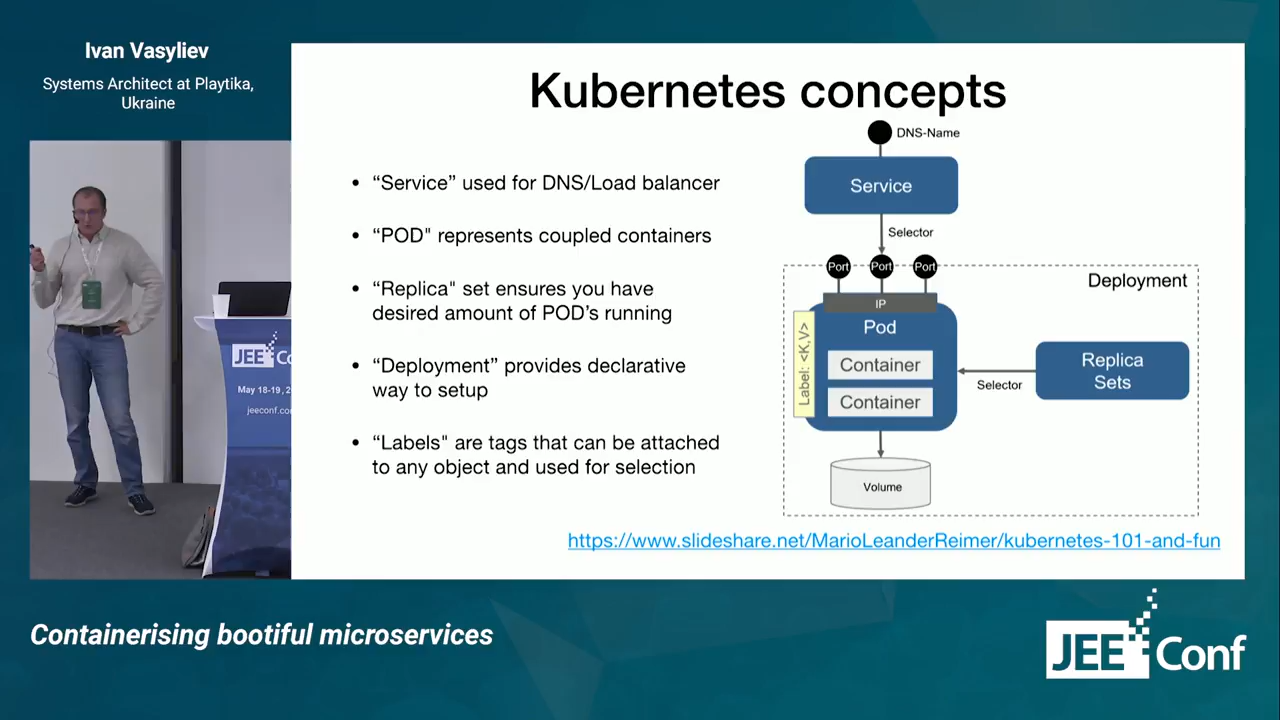 Ivan Vasyliev
Systems Architect at Playtika,
Ukraine
JEE Co
May 18-19, 2
jeeconf.co
Kubernetes concepts
• “Service” used for DNS/Load balancer
• “POD" represents coupled containers
• "Replica" set ensures you have
desired amount of POD’s running
• “Deployment” provides declarative
way to setup
• “Labels" are tags that can be attached
to any object and used for selection
DNS-Name
Service
Selector
Port
Port
Port
Deployment
IP
Pod
Label: <K,V>
Container
Container
Selector
Replica
Sets
Volume
https://www.slideshare.net/MarioLeanderReimer/kubernetes-101-and-fun
Containerising bootiful microservices
JEE Conf